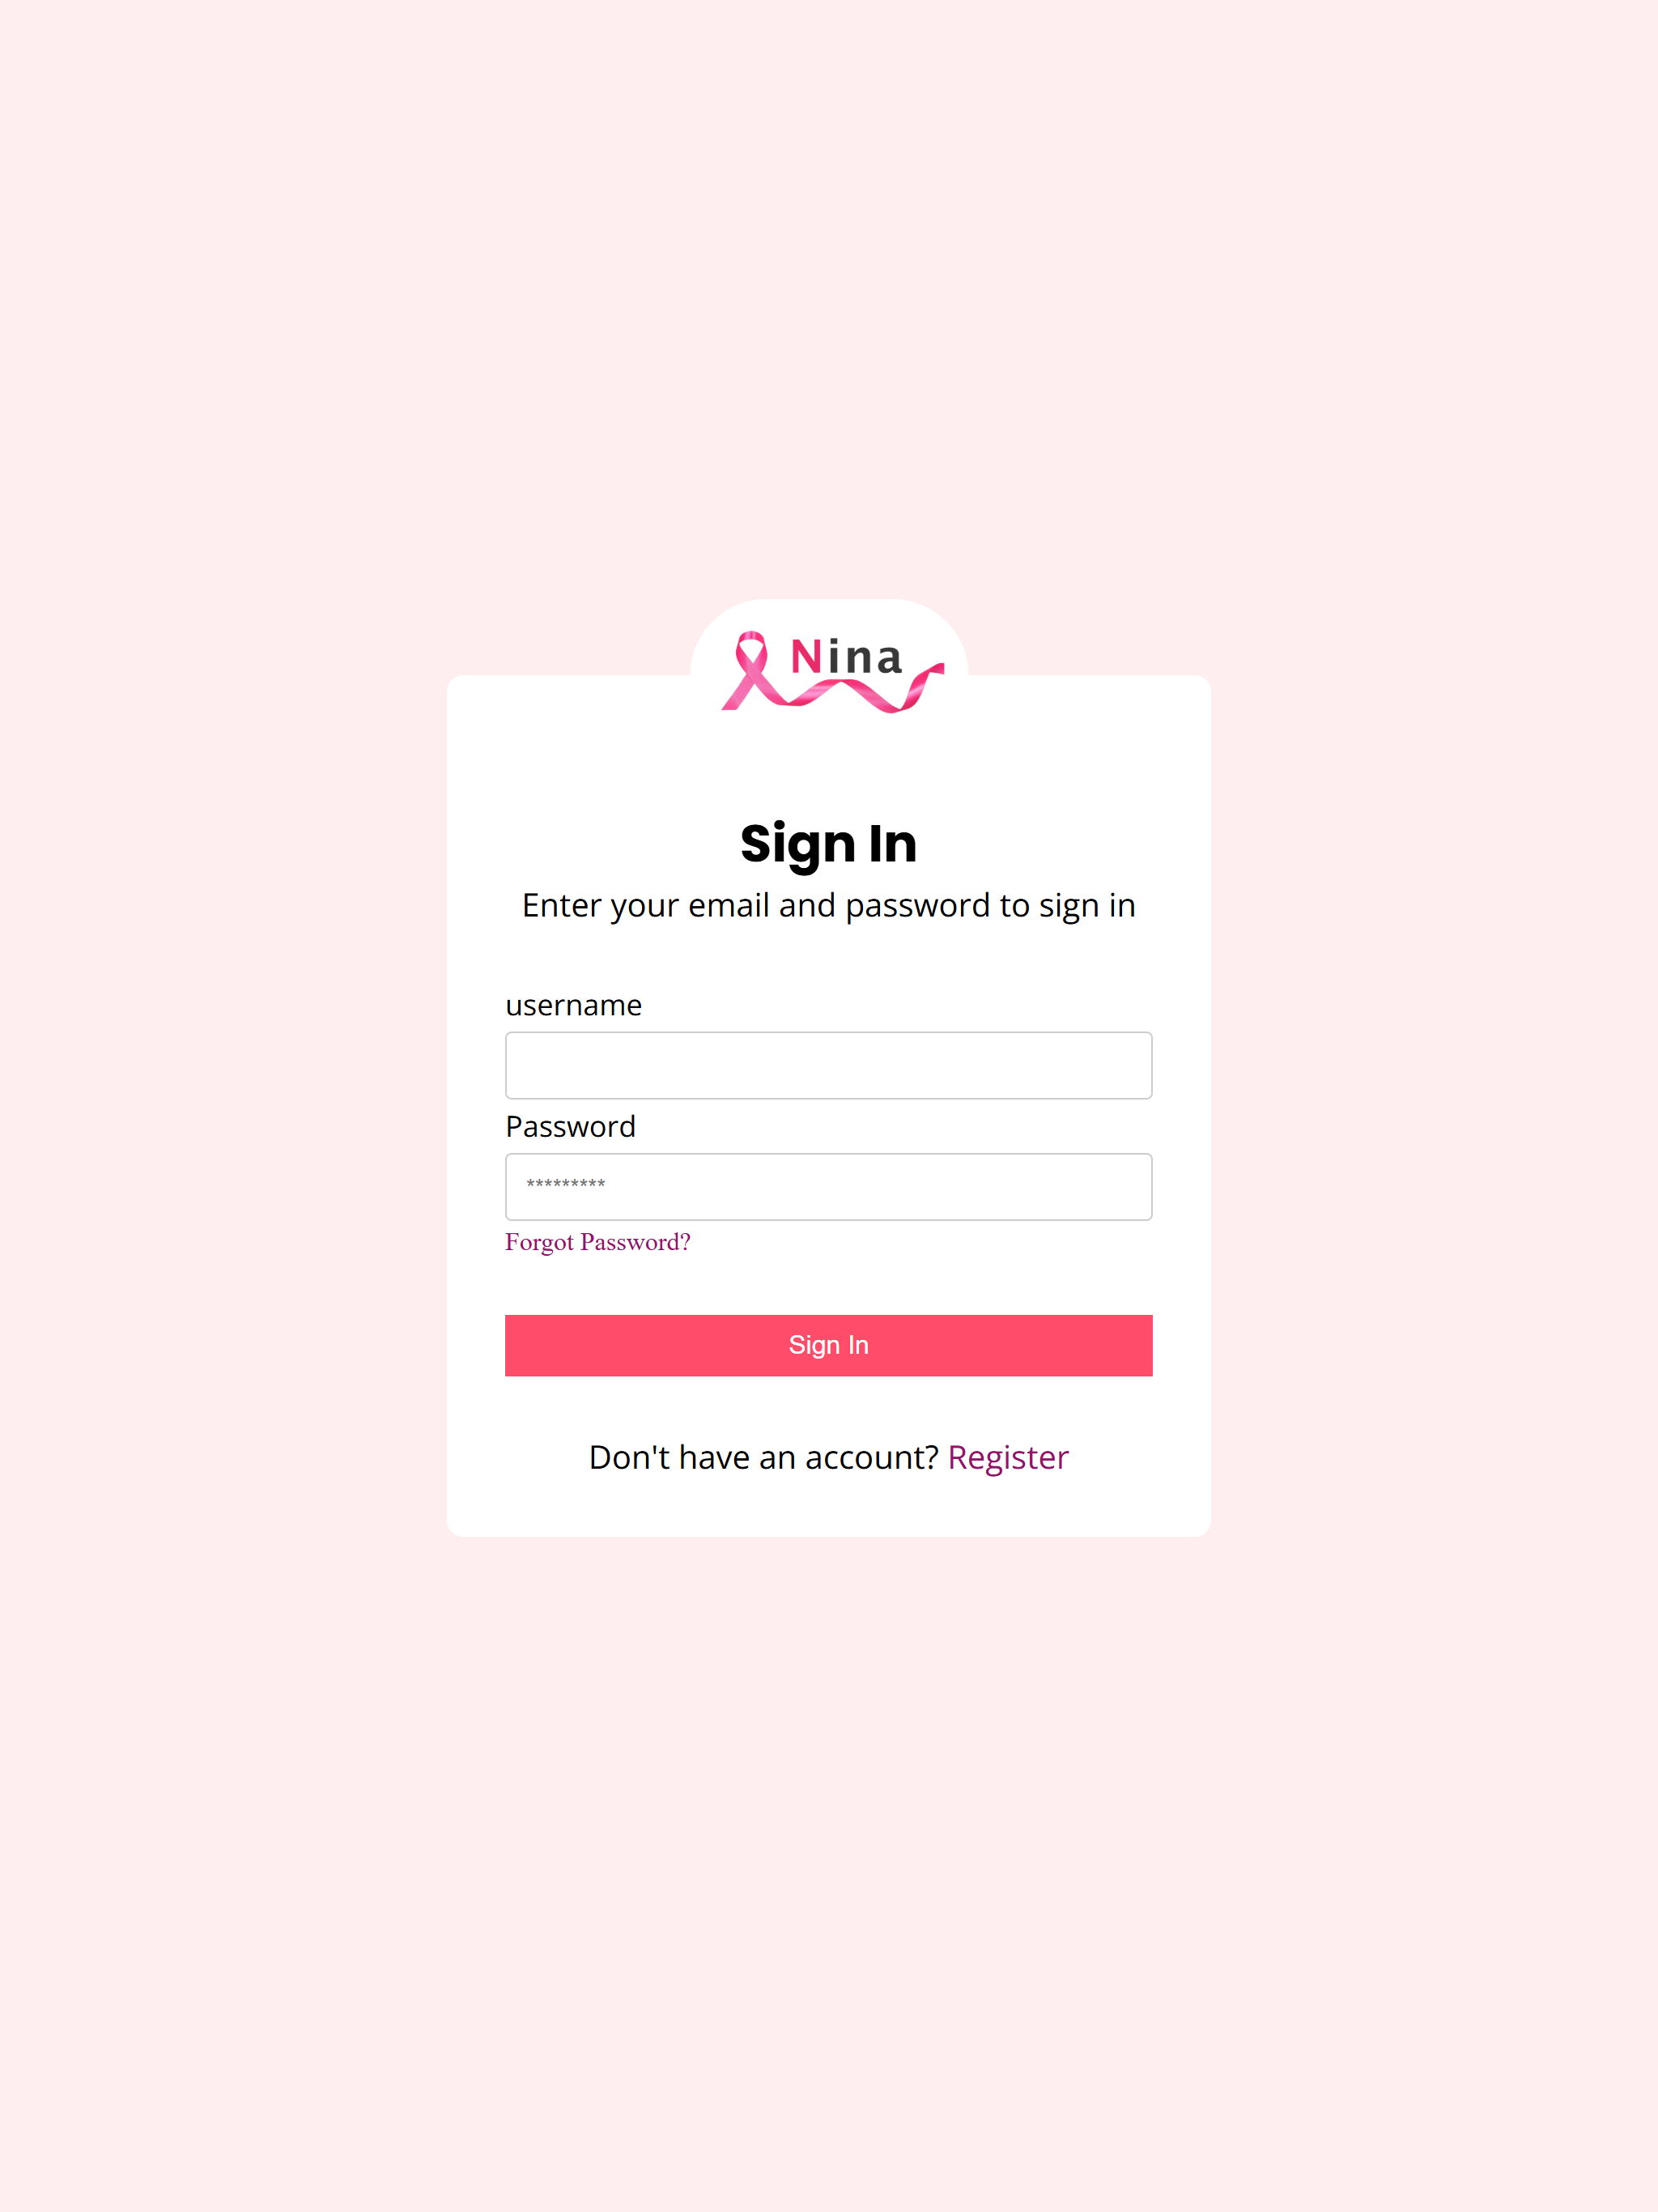 Nina
Sign In
Enter your email and password to sign in
username
Password
*********
Forgot Password?
Sign In
Don't have an account? Register